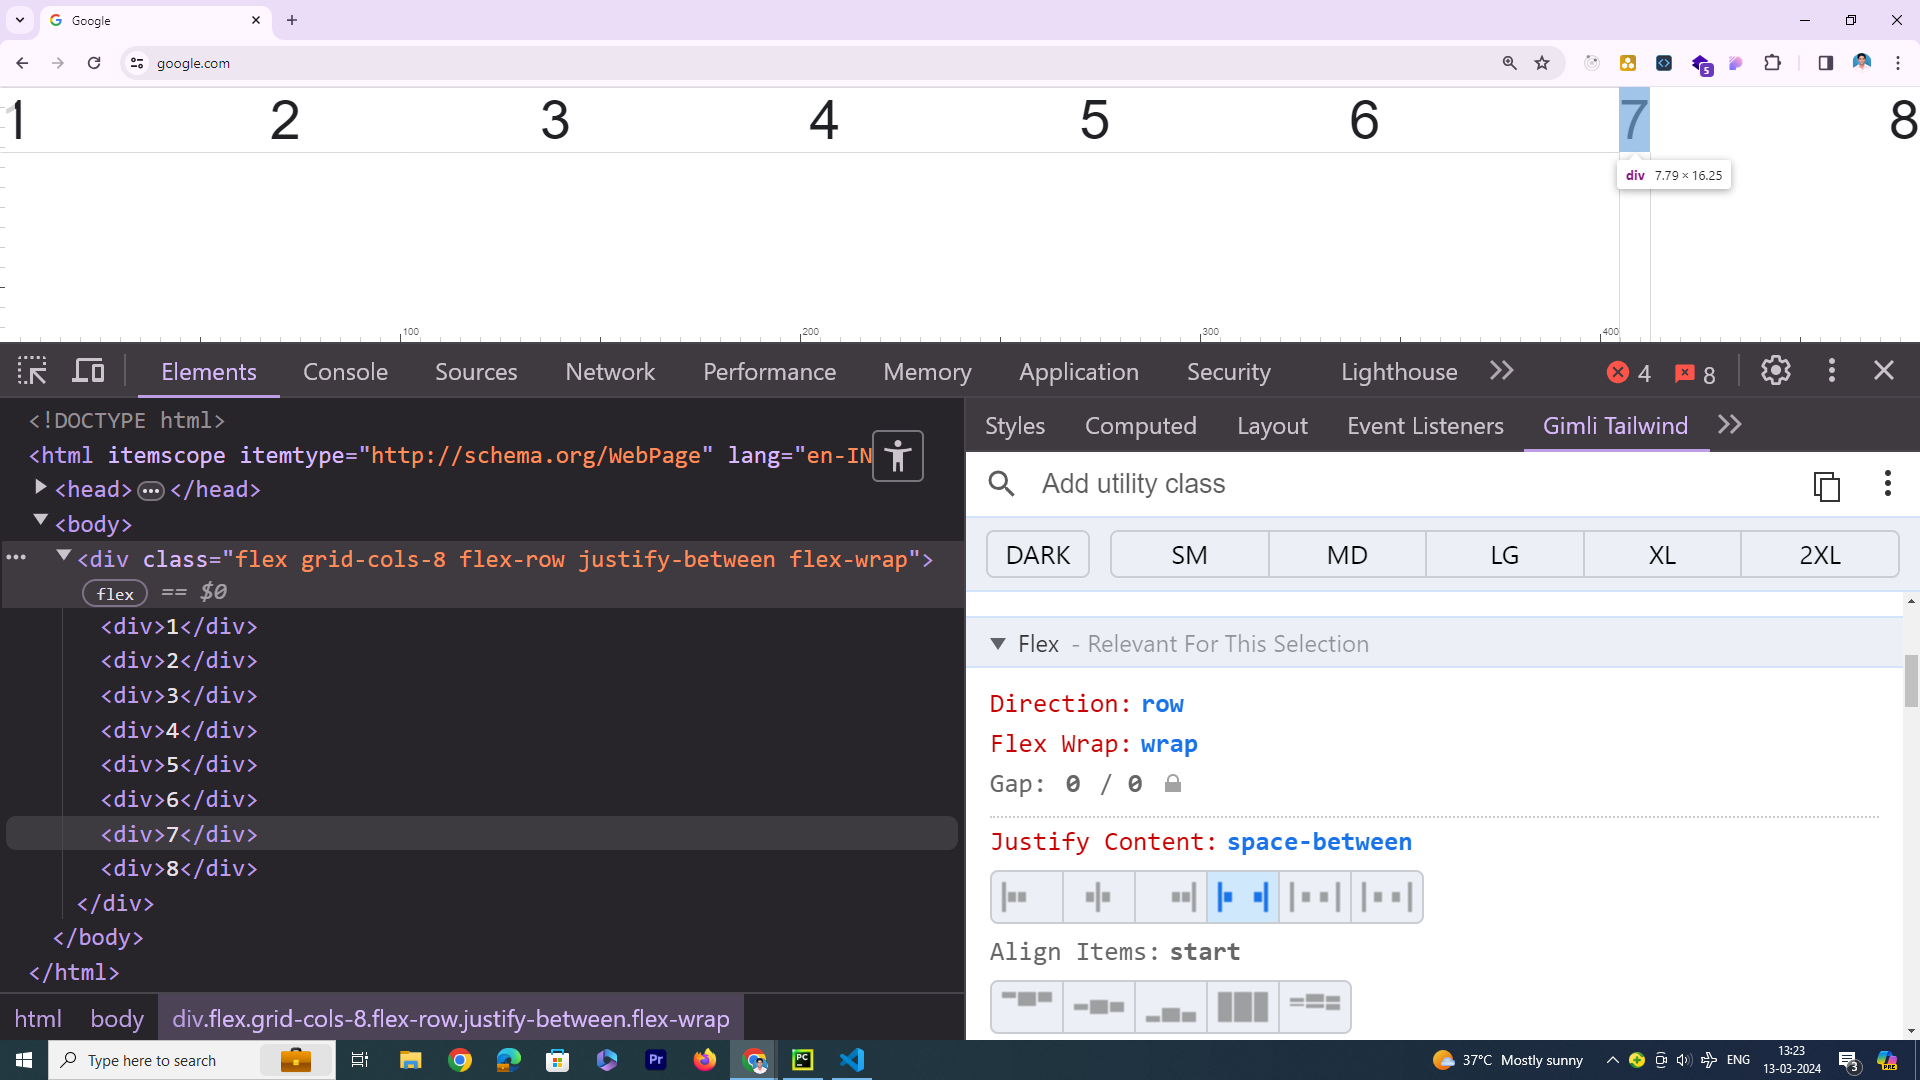 Google
google.com
5
1 2 3 4 5 6 7 8
div 7.79 × 16.25
100 200 300 400
Elements Console Sources Network Performance Memory Application Security Lighthouse 4 8
<!DOCTYPE html>
<html itemscope itemtype="http://schema.org/WebPage" lang="en-IN
<head> ... </head>
<body>
<div class="flex grid-cols-8 flex-row justify-between flex-wrap">
flex == $0
<div>1</div>
<div>2</div>
<div>3</div>
<div>4</div>
<div>5</div>
<div>6</div>
<div>7</div>
<div>8</div>
</div>
</body>
</html>
html body div.flex.grid-cols-8.flex-row.justify-between.flex-wrap
Styles Computed Layout Event Listeners Gimli Tailwind
Add utility class
DARK SM MD LG XL 2XL
Flex - Relevant For This Selection
Direction: row
Flex Wrap: wrap
Gap: 0 / 0
Justify Content: space-between
Align Items: start
Type here to search
Pr
PC
37°C Mostly sunny
ENG
13:23
13-03-2024
3
PRE